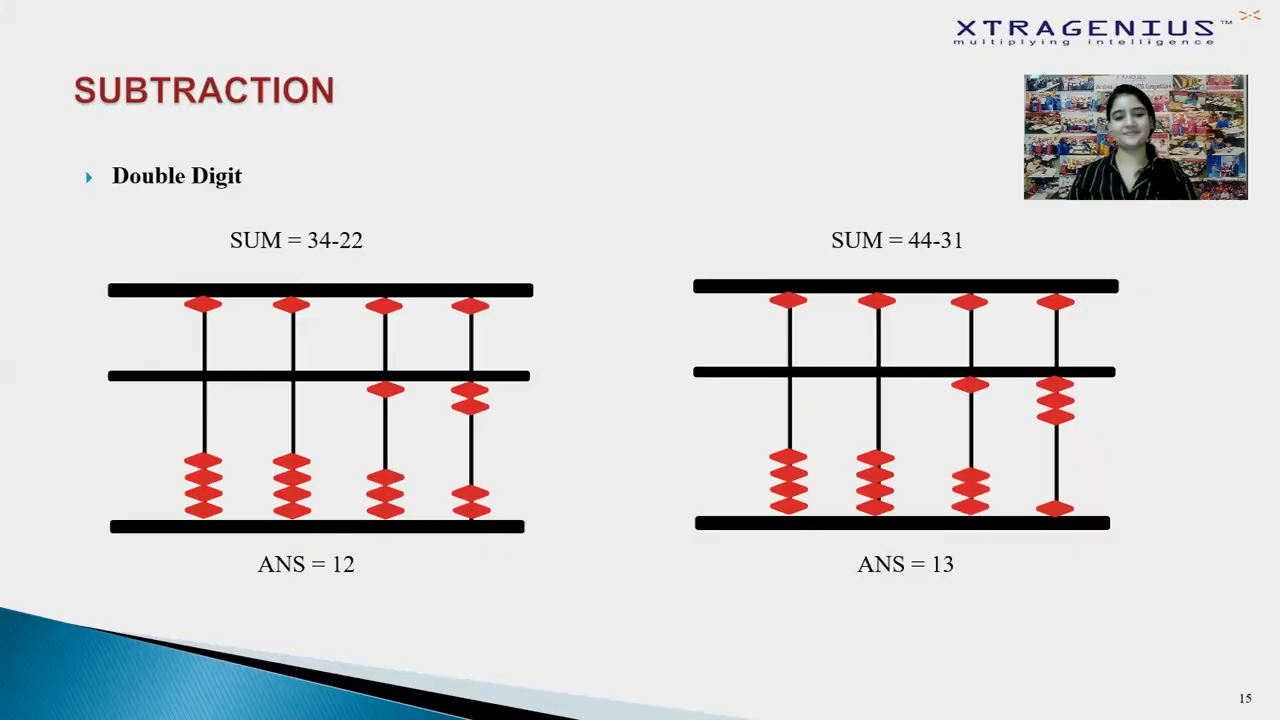 XTRAGENIUS™
multiplying intelligence
SUBTRACTION
Double Digit
SUM = 34-22
SUM = 44-31
ANS = 12
ANS = 13
15